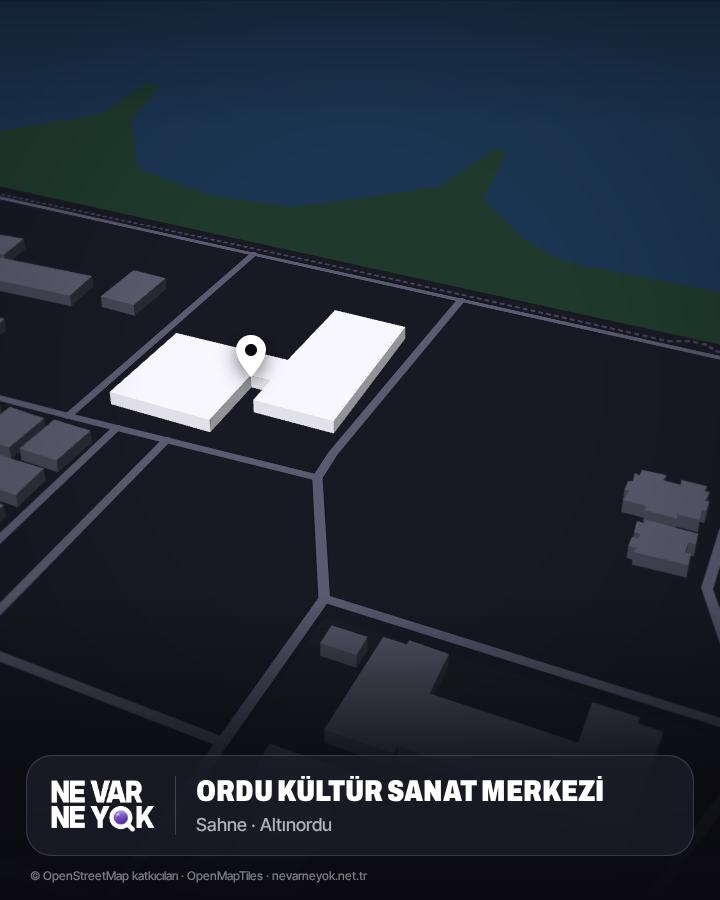 NE VAR
NE YOK
ORDU KÜLTÜR SANAT MERKEZİ
Sahne · Altınordu
© OpenStreetMap katkıcıları · OpenMapTiles · nevarneyok.net.tr